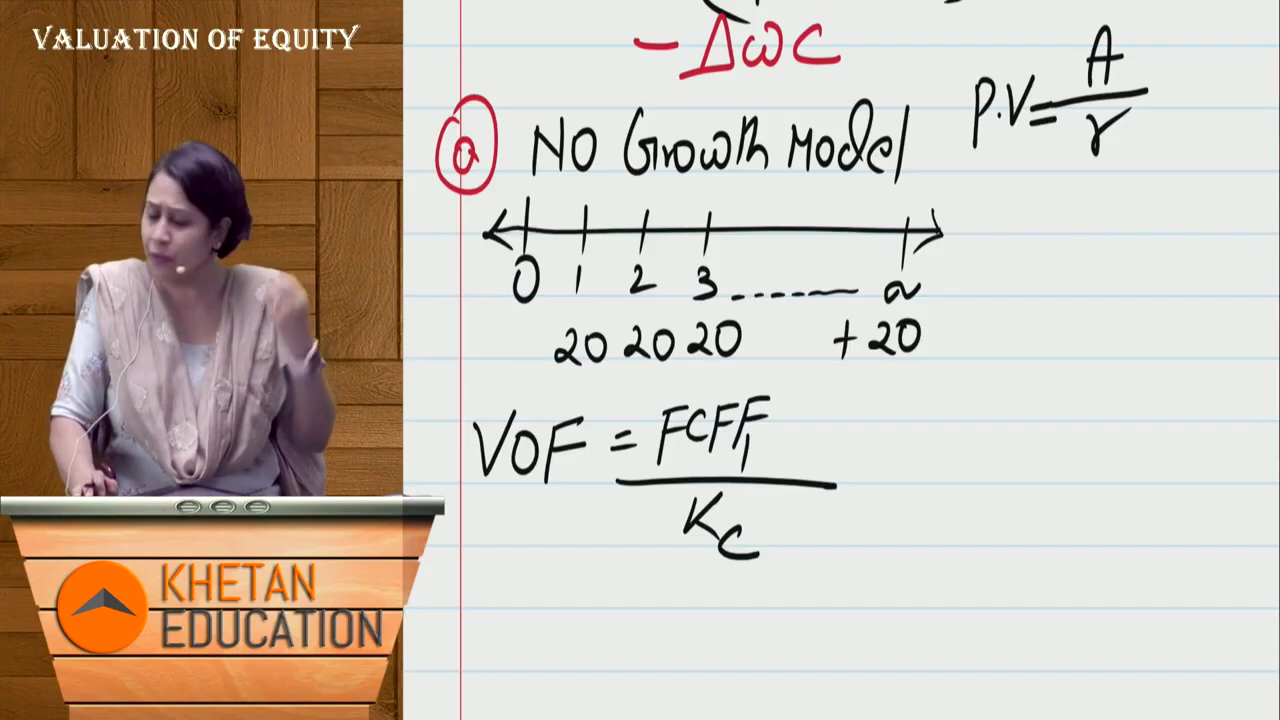 VALUATION OF EQUITY
- ΔWC
P.V = A / r
a NO Growth Model
0 1 2 3 ------- ∞
20 20 20 + 20
VOF = FCFF1 / Kc
KHETAN
EDUCATION